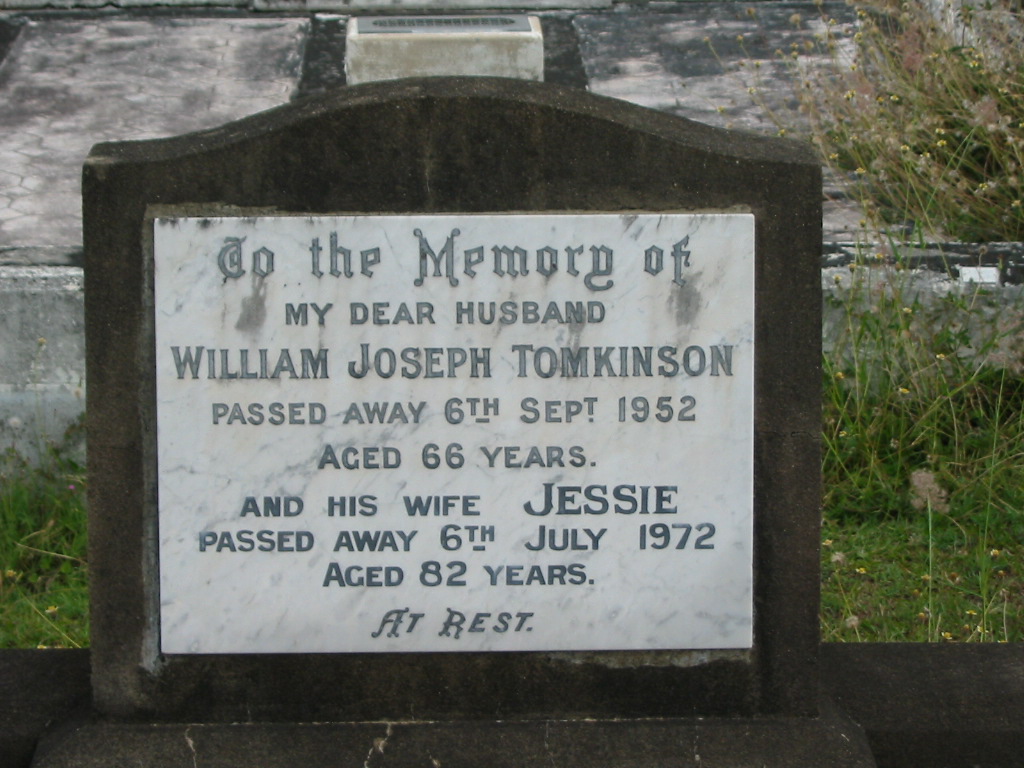 To the Memory of
MY DEAR HUSBAND
WILLIAM JOSEPH TOMKINSON
PASSED AWAY 6TH SEPT 1952
AGED 66 YEARS.
AND HIS WIFE JESSIE
PASSED AWAY 6TH JULY 1972
AGED 82 YEARS.
AT REST.